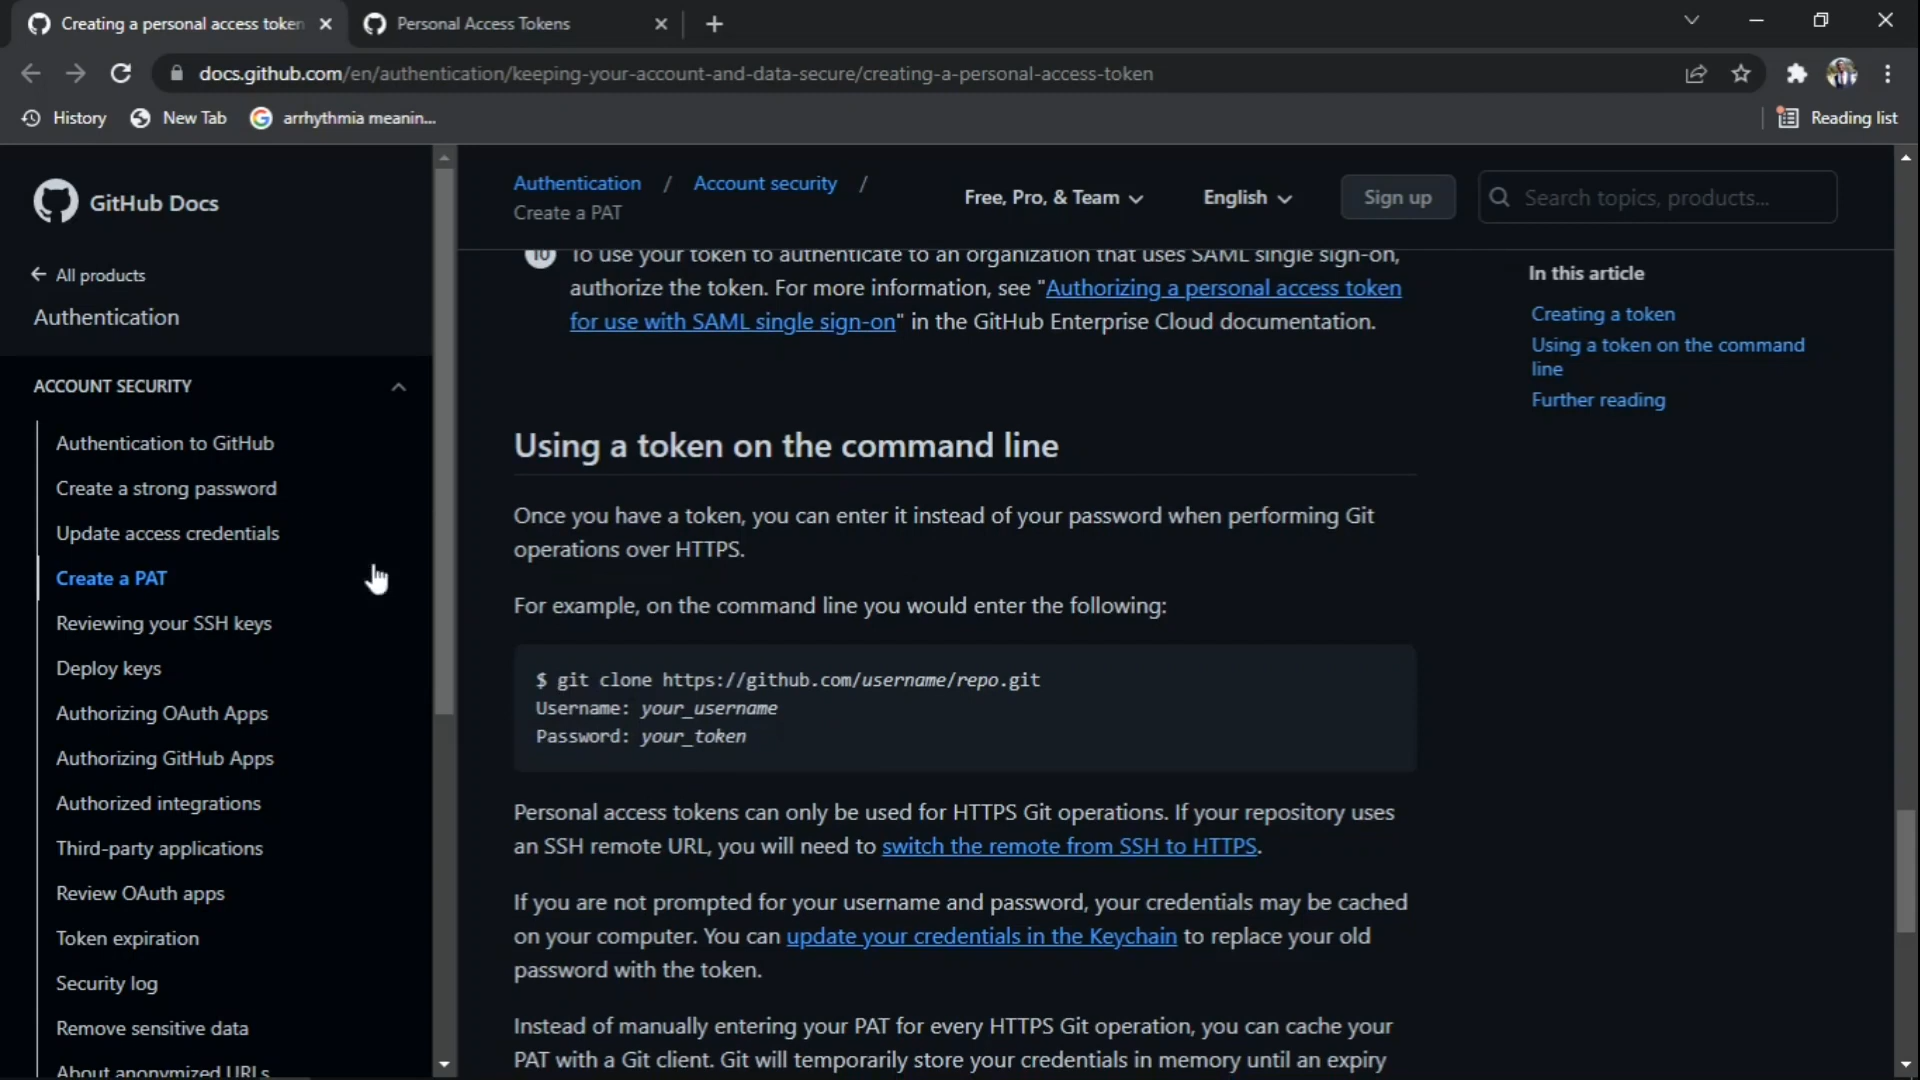 Creating a personal access token
Personal Access Tokens
docs.github.com/en/authentication/keeping-your-account-and-data-secure/creating-a-personal-access-token
History
New Tab
arrhythmia meanin...
Reading list
GitHub Docs
All products
Authentication
ACCOUNT SECURITY
Authentication to GitHub
Create a strong password
Update access credentials
Create a PAT
Reviewing your SSH keys
Deploy keys
Authorizing OAuth Apps
Authorizing GitHub Apps
Authorized integrations
Third-party applications
Review OAuth apps
Token expiration
Security log
Remove sensitive data
About anonymized URLs
Authentication / Account security /
Create a PAT
Free, Pro, & Team
English
Sign up
Search topics, products...
10 To use your token to authenticate to an organization that uses SAML single sign-on,
authorize the token. For more information, see "Authorizing a personal access token
for use with SAML single sign-on" in the GitHub Enterprise Cloud documentation.
Using a token on the command line
Once you have a token, you can enter it instead of your password when performing Git
operations over HTTPS.
For example, on the command line you would enter the following:
$ git clone https://github.com/username/repo.git
Username: your_username
Password: your_token
Personal access tokens can only be used for HTTPS Git operations. If your repository uses
an SSH remote URL, you will need to switch the remote from SSH to HTTPS.
If you are not prompted for your username and password, your credentials may be cached
on your computer. You can update your credentials in the Keychain to replace your old
password with the token.
Instead of manually entering your PAT for every HTTPS Git operation, you can cache your
PAT with a Git client. Git will temporarily store your credentials in memory until an expiry
In this article
Creating a token
Using a token on the command
line
Further reading